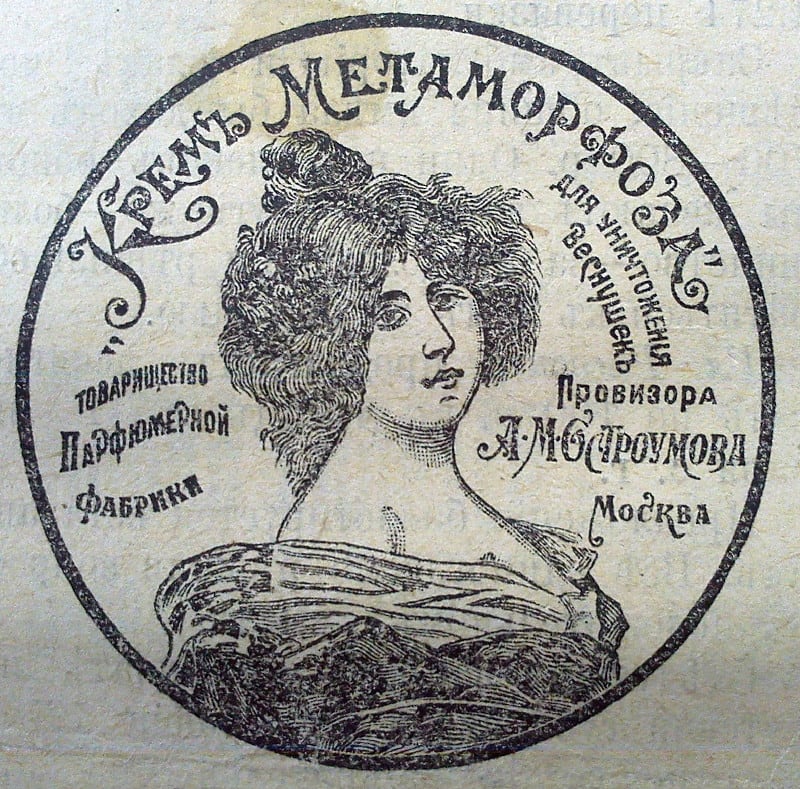 „Кремъ Метаморфоза"
для уничтоженія
веснушекъ
Товарищество
Парфюмерной
Фабрики
Провизора
А. М. Остроумова
Москва